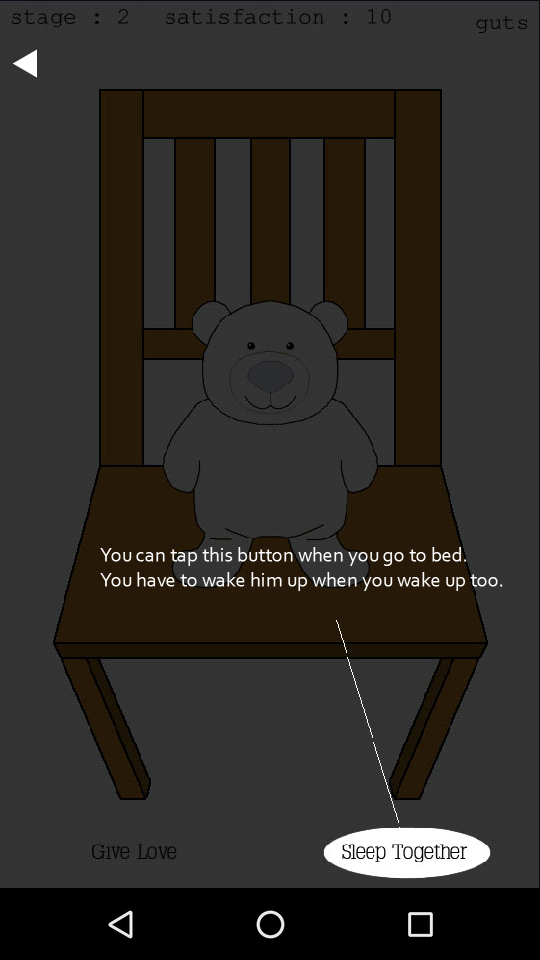 stage : 2 satisfaction : 10 guts
You can tap this button when you go to bed.
You have to wake him up when you wake up too.
Give Love Sleep Together